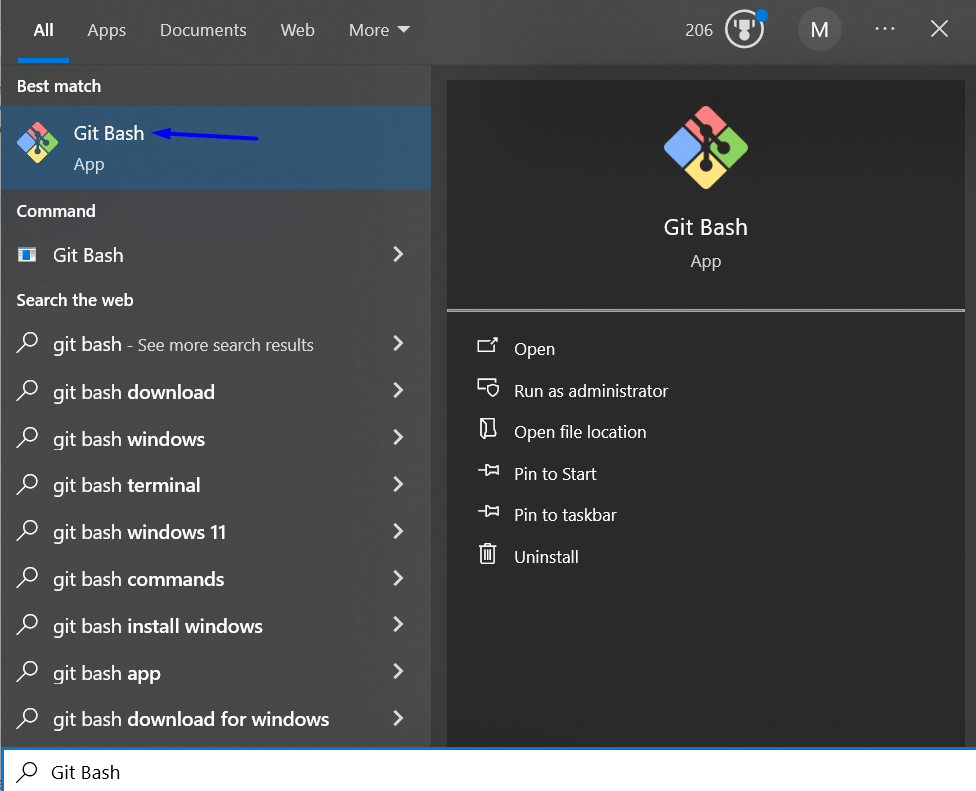 All Apps Documents Web More 206 M ...
Best match
Git Bash
App
Command
Git Bash
Search the web
git bash - See more search results
git bash download
git bash windows
git bash terminal
git bash windows 11
git bash commands
git bash install windows
git bash app
git bash download for windows
Git Bash
App
Open
Run as administrator
Open file location
Pin to Start
Pin to taskbar
Uninstall
Git Bash